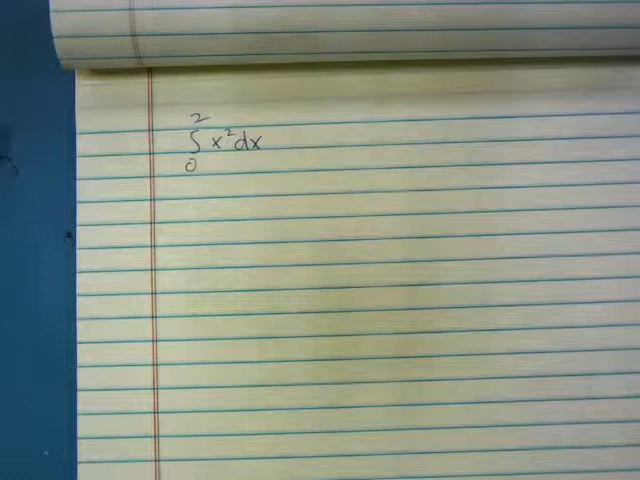 ∫₀² x² dx